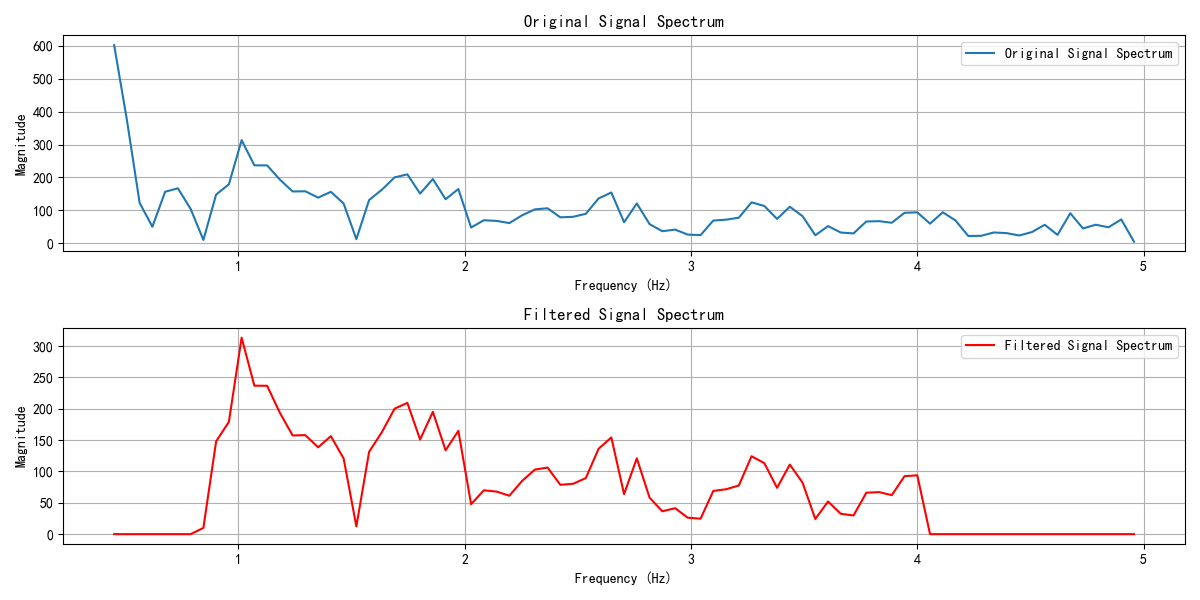 Original Signal Spectrum
600
500
400
300
200
100
0
Magnitude
Original Signal Spectrum
1 2 3 4 5
Frequency (Hz)
Filtered Signal Spectrum
300
250
200
150
100
50
0
Magnitude
Filtered Signal Spectrum
1 2 3 4 5
Frequency (Hz)